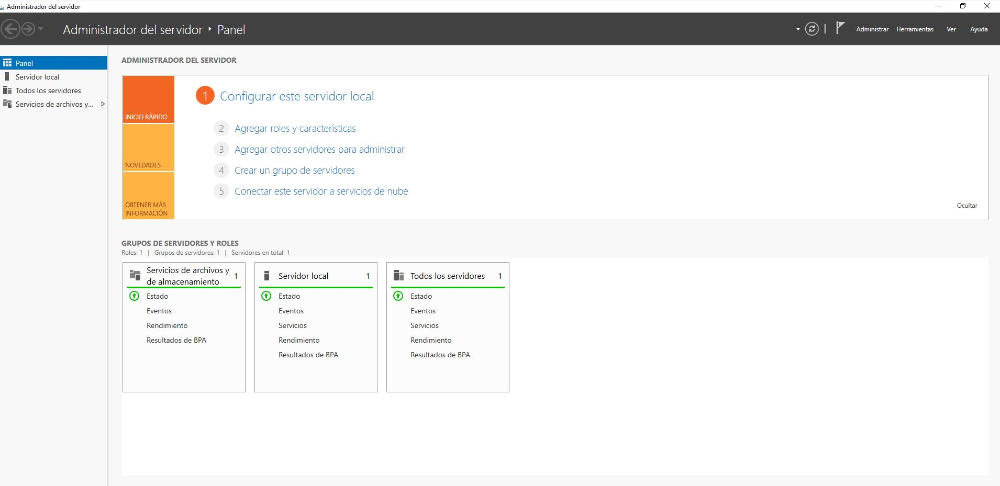 Administrador del servidor
Administrador del servidor Panel
Administrar Herramientas Ver Ayuda
Panel
Servidor local
Todos los servidores
Servicios de archivos y...
ADMINISTRADOR DEL SERVIDOR
INICIO RÁPIDO
NOVEDADES
OBTENER MÁS
INFORMACIÓN
1 Configurar este servidor local
2 Agregar roles y características
3 Agregar otros servidores para administrar
4 Crear un grupo de servidores
5 Conectar este servidor a servicios de nube
Ocultar
GRUPOS DE SERVIDORES Y ROLES
Roles: 1 | Grupos de servidores: 1 | Servidores en total: 1
Servicios de archivos y
de almacenamiento 1
Estado
Eventos
Rendimiento
Resultados de BPA
Servidor local 1
Estado
Eventos
Servicios
Rendimiento
Resultados de BPA
Todos los servidores 1
Estado
Eventos
Servicios
Rendimiento
Resultados de BPA